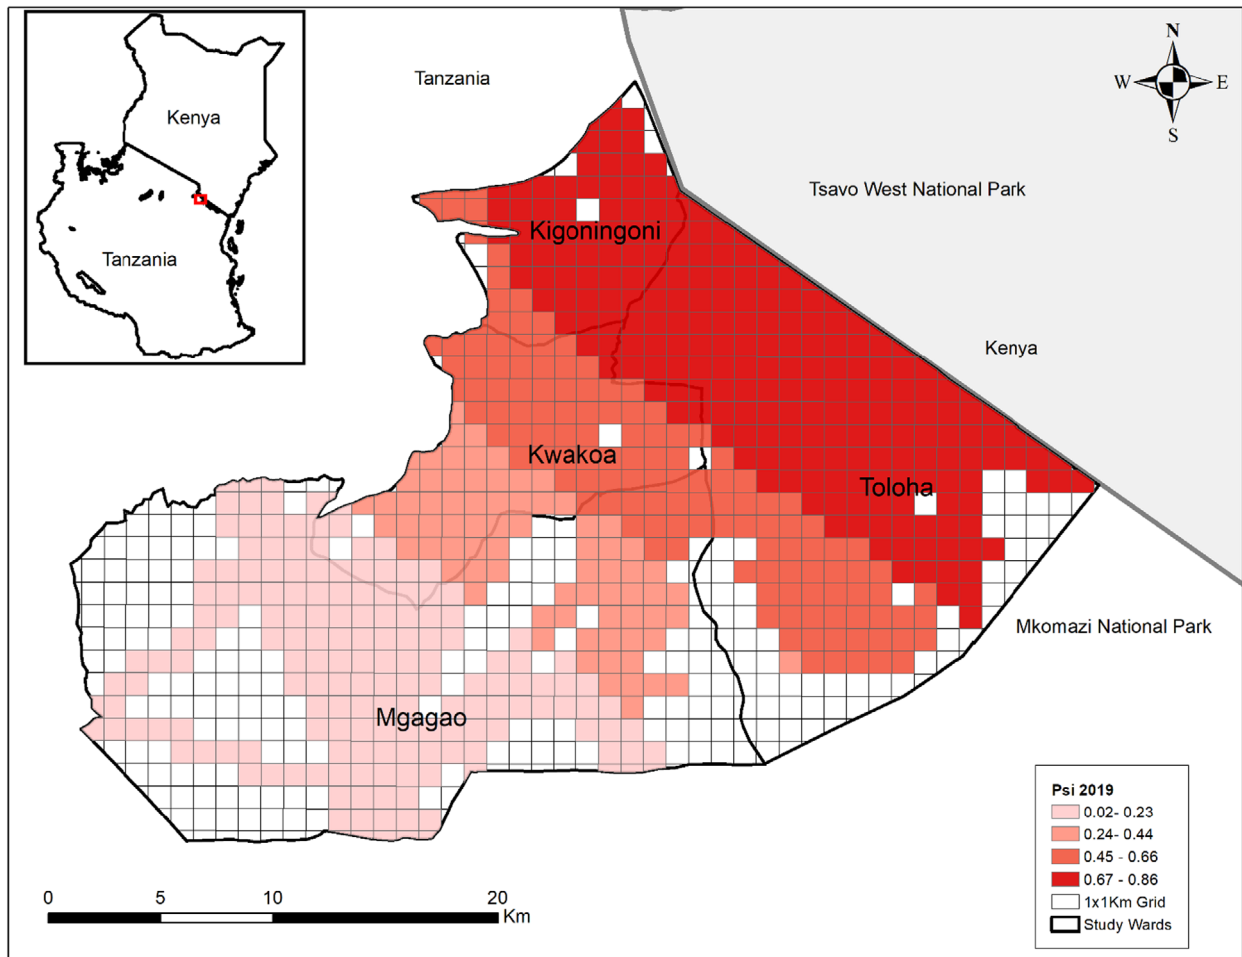 Tanzania
N
W
E
S
Kenya
Tsavo West National Park
Kigoningoni
Tanzania
Kenya
Kwakoa
Toloha
Mkomazi National Park
Mgagao
Psi 2019
0.02- 0.23
0.24- 0.44
0.45 - 0.66
0.67 - 0.86
1x1Km Grid
Study Wards
0 5 10 20
Km